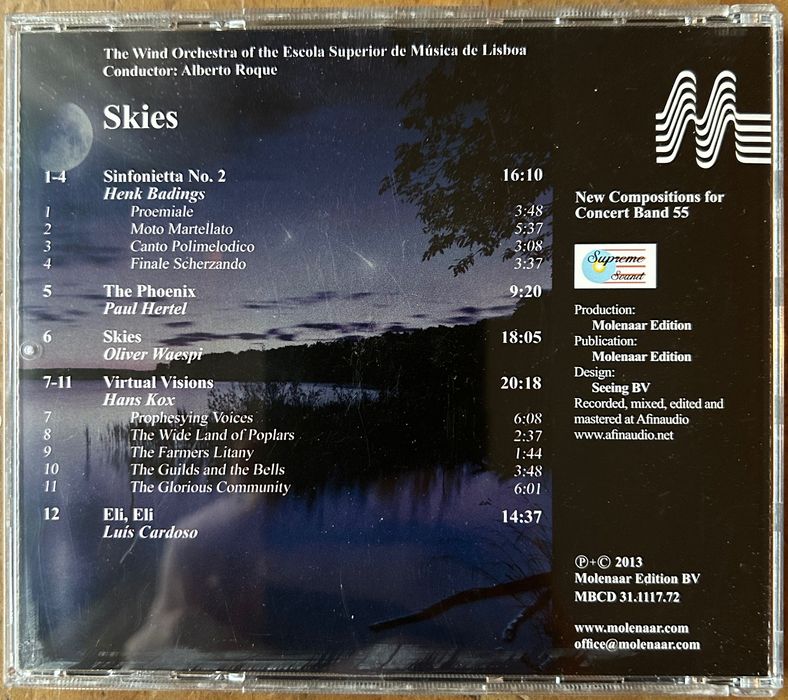 The Wind Orchestra of the Escola Superior de Música de Lisboa
Conductor: Alberto Roque
Skies
1-4 Sinfonietta No. 2 16:10
Henk Badings
1 Proemiale 3:48
2 Moto Martellato 5:37
3 Canto Polimelodico 3:08
4 Finale Scherzando 3:37
5 The Phoenix 9:20
Paul Hertel
6 Skies 18:05
Oliver Waespi
7-11 Virtual Visions 20:18
Hans Kox
7 Prophesying Voices 6:08
8 The Wide Land of Poplars 2:37
9 The Farmers Litany 1:44
10 The Guilds and the Bells 3:48
11 The Glorious Community 6:01
12 Eli, Eli 14:37
Luís Cardoso
New Compositions for
Concert Band 55
Supreme
Sound
Production:
Molenaar Edition
Publication:
Molenaar Edition
Design:
Seeing BV
Recorded, mixed, edited and
mastered at Afinaudio
www.afinaudio.net
℗+© 2013
Molenaar Edition BV
MBCD 31.1117.72
www.molenaar.com
office@molenaar.com